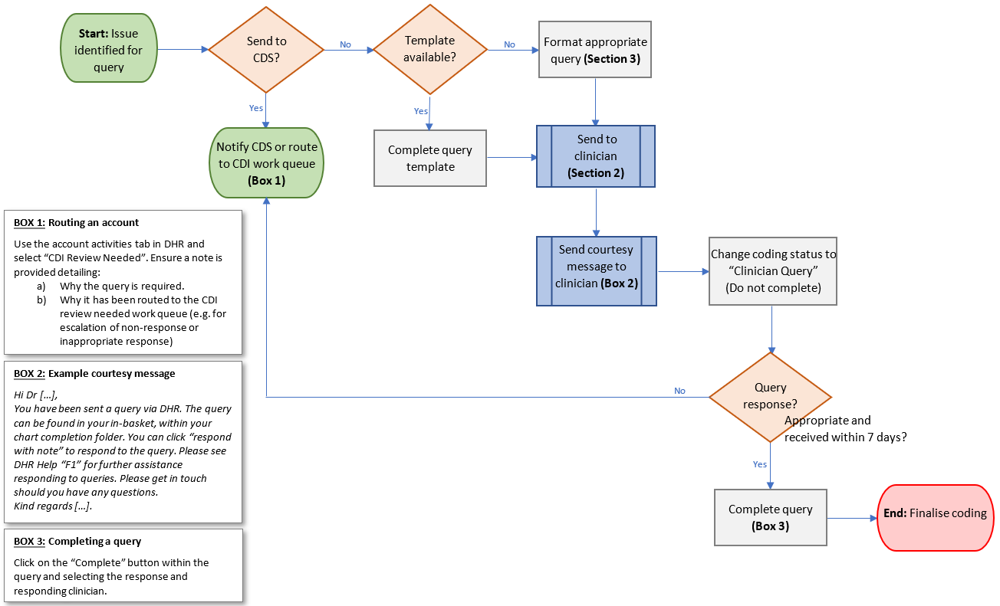 Start: Issue
identified for
query
Send to
CDS?
No
Template
available?
No
Format appropriate
query (Section 3)
Yes
Yes
Notify CDS or route
to CDI work queue
(Box 1)
Complete query
template
Send to
clinician
(Section 2)
Send courtesy
message to
clinician (Box 2)
Change coding status to
“Clinician Query”
(Do not complete)
Query
response?
Appropriate and
received within 7 days?
No
Yes
Complete query
(Box 3)
End: Finalise coding
BOX 1: Routing an account
Use the account activities tab in DHR and
select “CDI Review Needed”. Ensure a note is
provided detailing:
a) Why the query is required.
b) Why it has been routed to the CDI
review needed work queue (e.g. for
escalation of non-response or
inappropriate response)
BOX 2: Example courtesy message
Hi Dr […],
You have been sent a query via DHR. The query
can be found in your in-basket, within your
chart completion folder. You can click “respond
with note” to respond to the query. Please see
DHR Help “F1” for further assistance
responding to queries. Please get in touch
should you have any questions.
Kind regards […].
BOX 3: Completing a query
Click on the “Complete” button within the
query and selecting the response and
responding clinician.